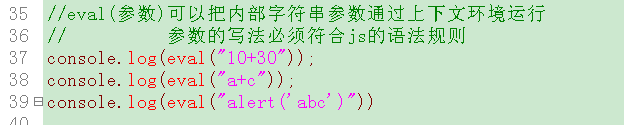 35 //eval(参数)可以把内部字符串参数通过上下文环境运行
36 // 参数的写法必须符合js的语法规则
37 console.log(eval("10+30"));
38 console.log(eval("a+c"));
39 console.log(eval("alert('abc')"))
40